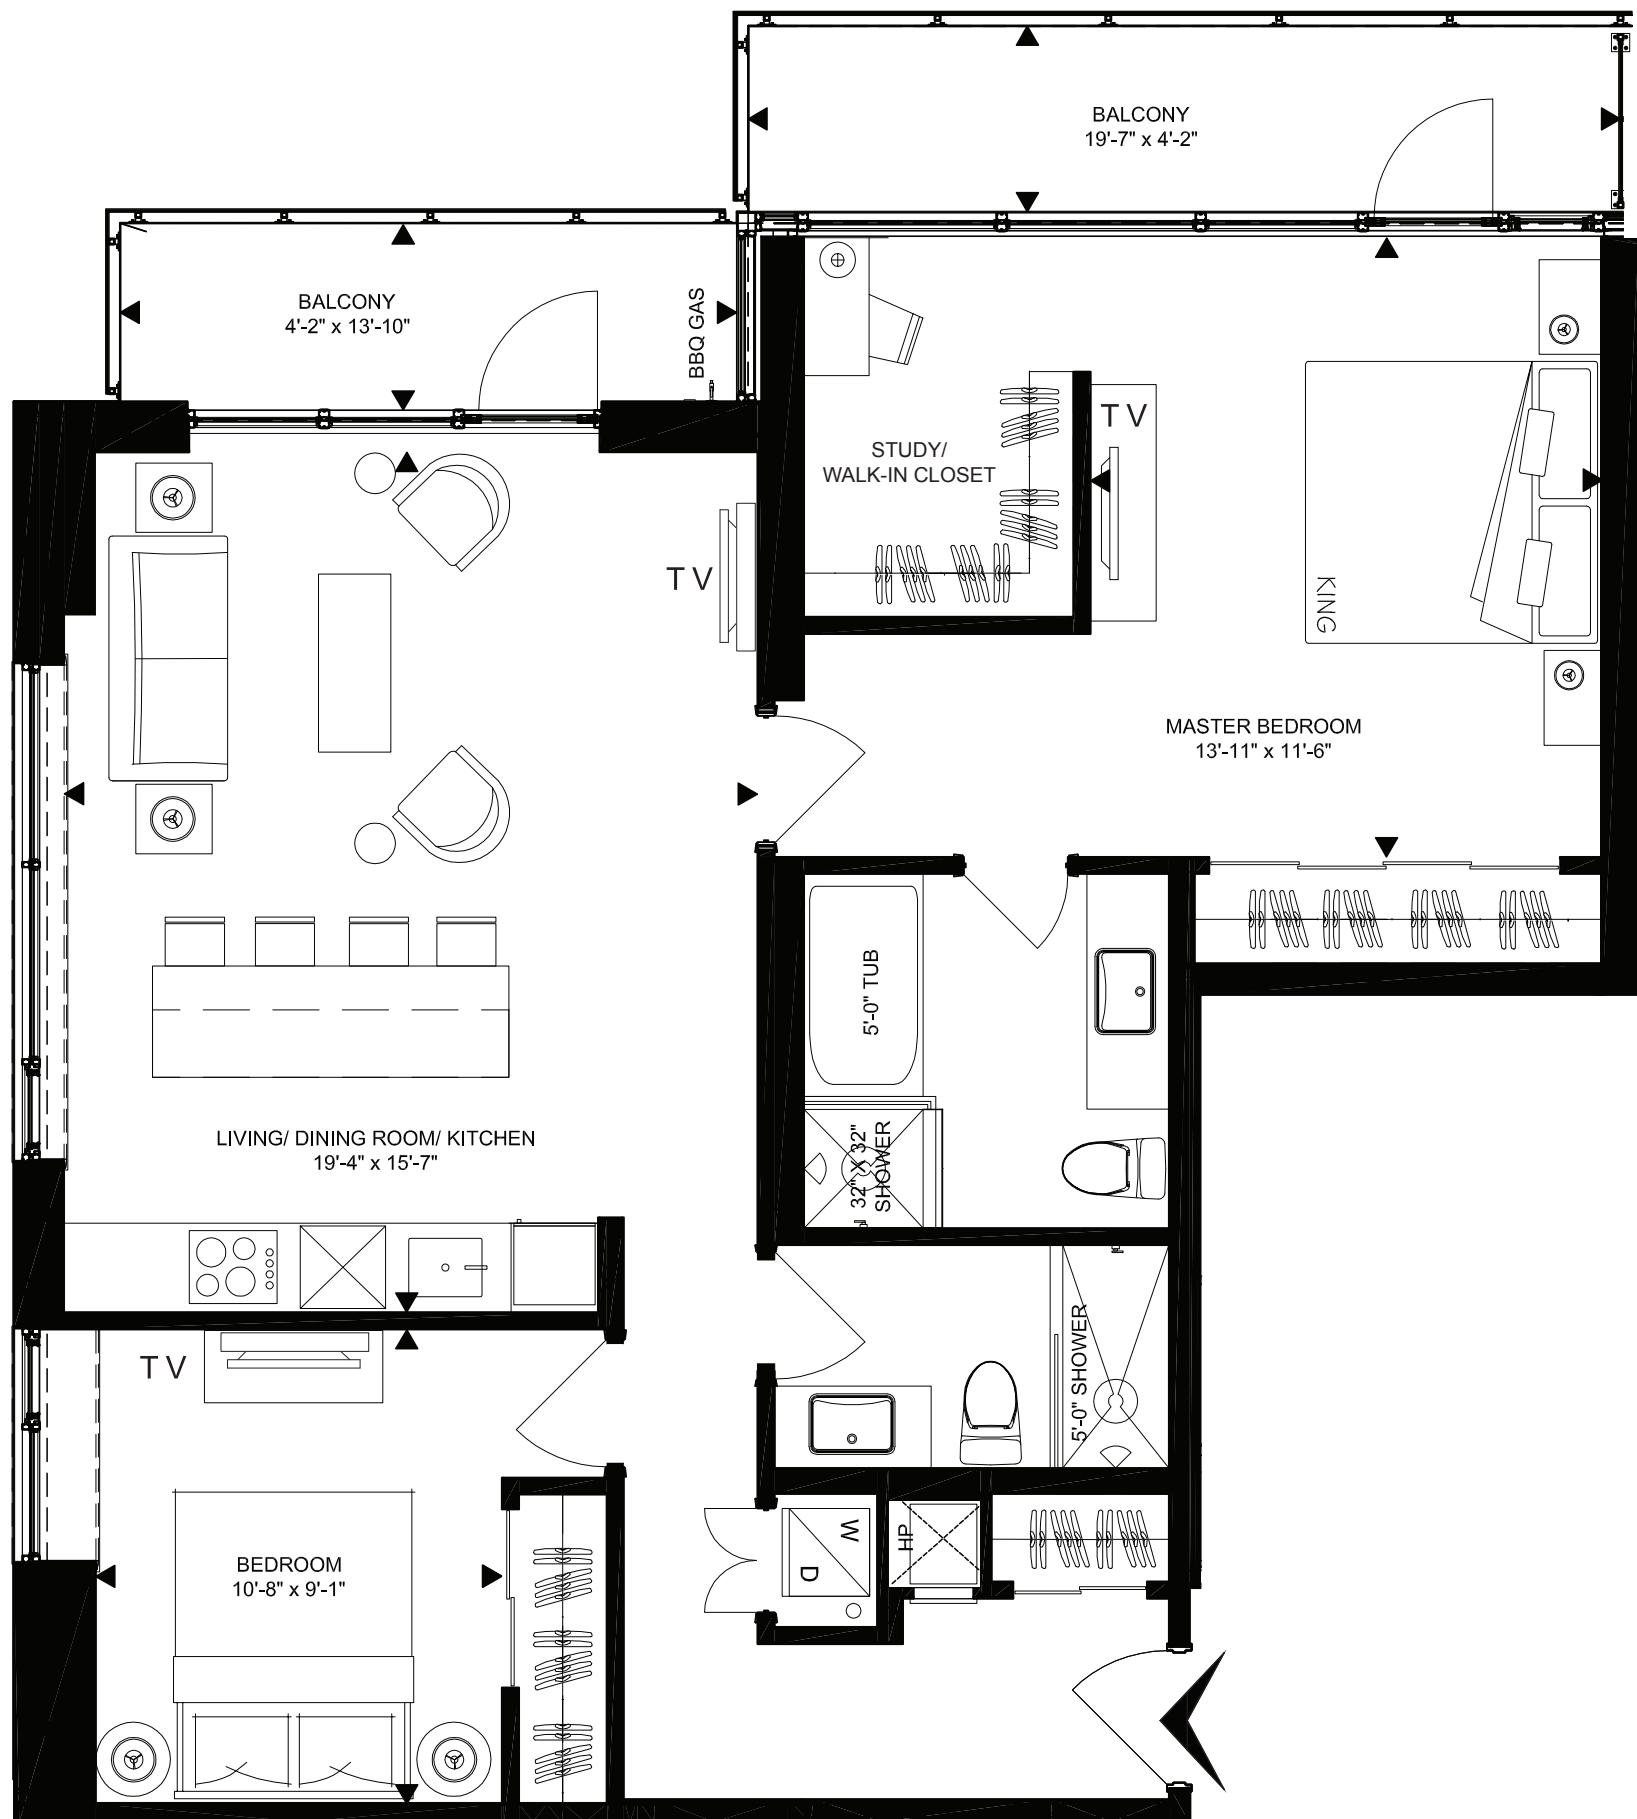 BALCONY
19'-7" x 4'-2"
BALCONY
4'-2" x 13'-10"
BBQ GAS
TV
STUDY/
WALK-IN CLOSET
TV
KING
MASTER BEDROOM
13'-11" x 11'-6"
5'-0" TUB
LIVING/ DINING ROOM/ KITCHEN
19'-4" x 15'-7"
32" X 32"
SHOWER
5'-0" SHOWER
TV
W
D
HP
BEDROOM
10'-8" x 9'-1"